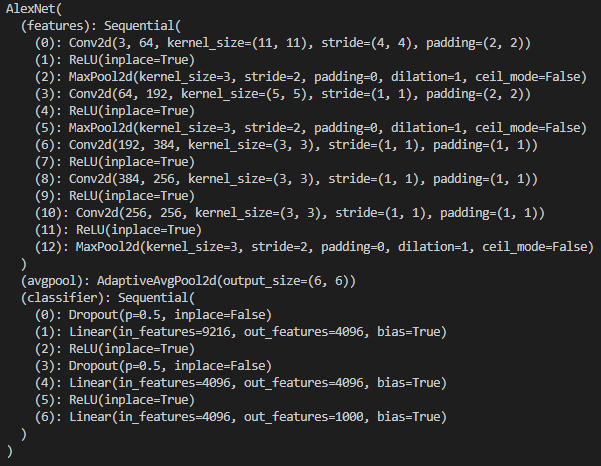 AlexNet(
  (features): Sequential(
    (0): Conv2d(3, 64, kernel_size=(11, 11), stride=(4, 4), padding=(2, 2))
    (1): ReLU(inplace=True)
    (2): MaxPool2d(kernel_size=3, stride=2, padding=0, dilation=1, ceil_mode=False)
    (3): Conv2d(64, 192, kernel_size=(5, 5), stride=(1, 1), padding=(2, 2))
    (4): ReLU(inplace=True)
    (5): MaxPool2d(kernel_size=3, stride=2, padding=0, dilation=1, ceil_mode=False)
    (6): Conv2d(192, 384, kernel_size=(3, 3), stride=(1, 1), padding=(1, 1))
    (7): ReLU(inplace=True)
    (8): Conv2d(384, 256, kernel_size=(3, 3), stride=(1, 1), padding=(1, 1))
    (9): ReLU(inplace=True)
    (10): Conv2d(256, 256, kernel_size=(3, 3), stride=(1, 1), padding=(1, 1))
    (11): ReLU(inplace=True)
    (12): MaxPool2d(kernel_size=3, stride=2, padding=0, dilation=1, ceil_mode=False)
  )
  (avgpool): AdaptiveAvgPool2d(output_size=(6, 6))
  (classifier): Sequential(
    (0): Dropout(p=0.5, inplace=False)
    (1): Linear(in_features=9216, out_features=4096, bias=True)
    (2): ReLU(inplace=True)
    (3): Dropout(p=0.5, inplace=False)
    (4): Linear(in_features=4096, out_features=4096, bias=True)
    (5): ReLU(inplace=True)
    (6): Linear(in_features=4096, out_features=1000, bias=True)
  )
)